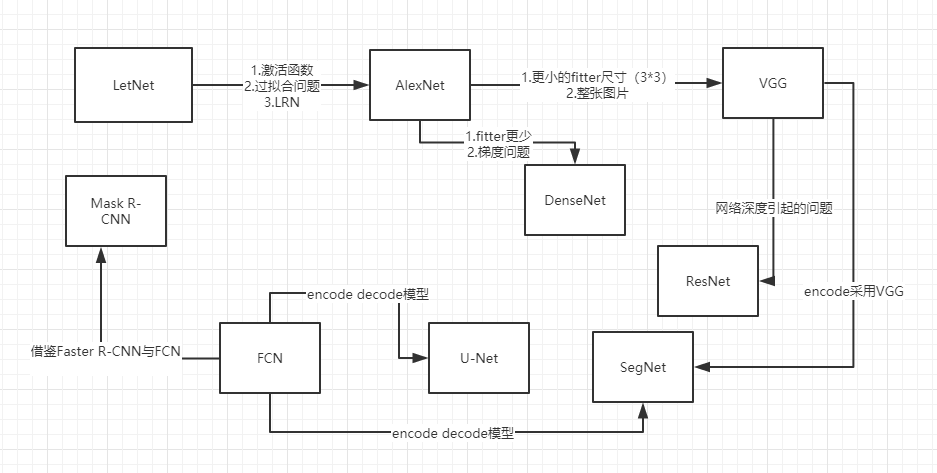 LetNet
1.激活函数
2.过拟合问题
3.LRN
AlexNet
1.更小的fitter尺寸（3*3）
2.整张图片
VGG
1.fitter更少
2.梯度问题
DenseNet
Mask R-
CNN
网络深度引起的问题
ResNet
encode采用VGG
encode decode模型
借鉴Faster R-CNN与FCN
FCN
U-Net
SegNet
encode decode模型